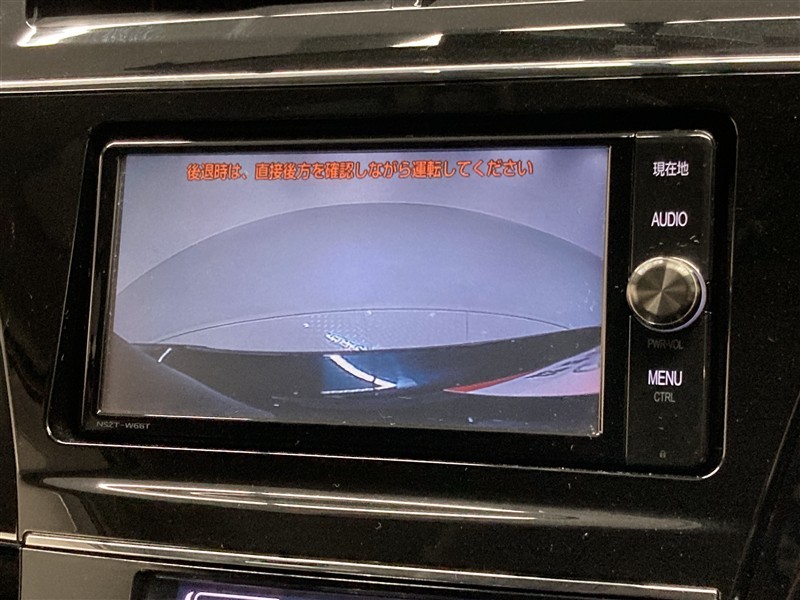 後退時は、直接後方を確認しながら運転してください
現在地
AUDIO
PWR·VOL
MENU
CTRL
NSZT-W66T